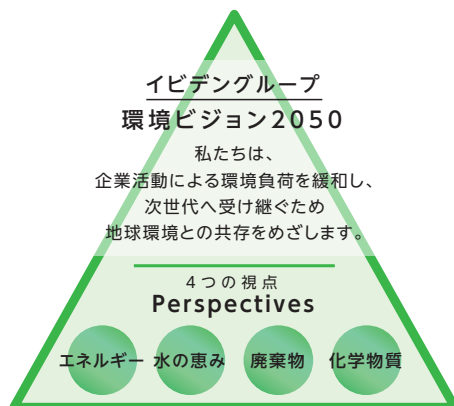 イビデングループ
環境ビジョン2050
私たちは、
企業活動による環境負荷を緩和し、
次世代へ受け継ぐため
地球環境との共存をめざします。
4つの視点
Perspectives
エネルギー 水の恵み 廃棄物 化学物質